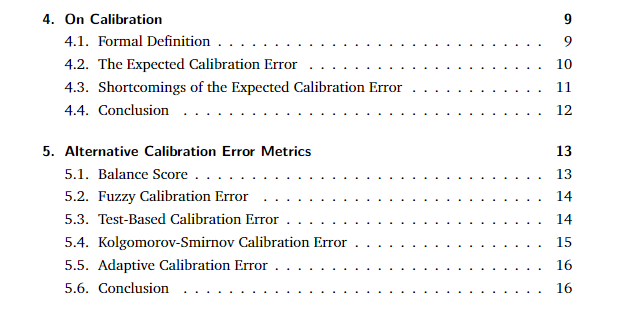 4. On Calibration 9
4.1. Formal Definition . . . . . . . . . . . . . . . . . . . . . . . . . . . . . 9
4.2. The Expected Calibration Error . . . . . . . . . . . . . . . . . . . . . 10
4.3. Shortcomings of the Expected Calibration Error . . . . . . . . . . . . 11
4.4. Conclusion . . . . . . . . . . . . . . . . . . . . . . . . . . . . . . . . 12
5. Alternative Calibration Error Metrics 13
5.1. Balance Score . . . . . . . . . . . . . . . . . . . . . . . . . . . . . . . 13
5.2. Fuzzy Calibration Error . . . . . . . . . . . . . . . . . . . . . . . . . 14
5.3. Test-Based Calibration Error . . . . . . . . . . . . . . . . . . . . . . . 14
5.4. Kolgomorov-Smirnov Calibration Error . . . . . . . . . . . . . . . . . 15
5.5. Adaptive Calibration Error . . . . . . . . . . . . . . . . . . . . . . . . 16
5.6. Conclusion . . . . . . . . . . . . . . . . . . . . . . . . . . . . . . . . 16